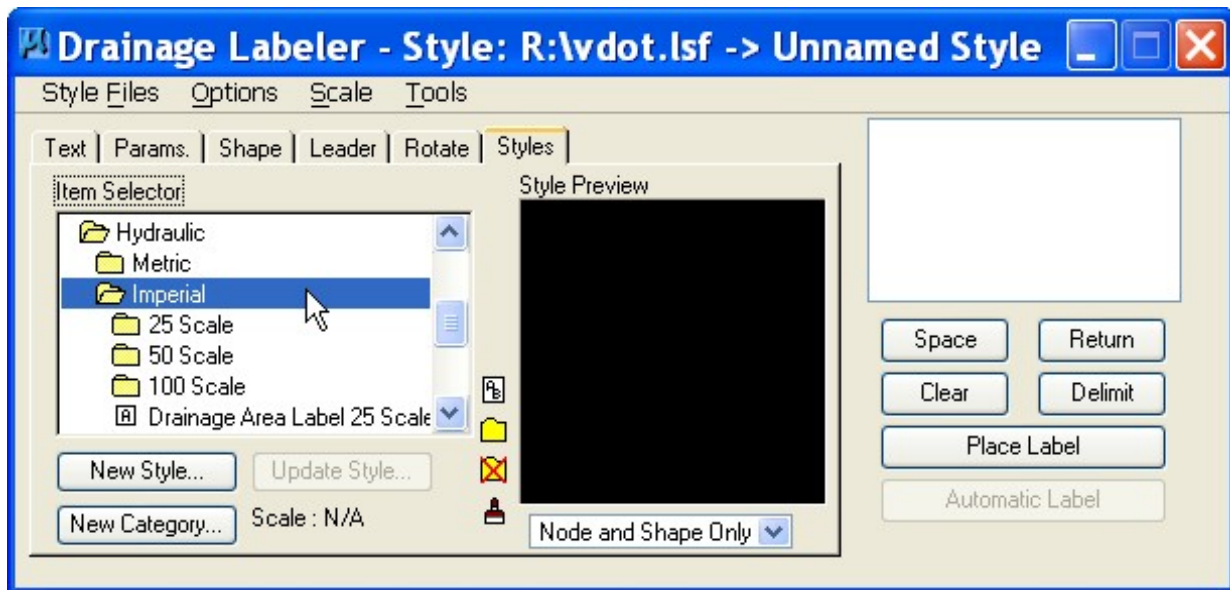 Drainage Labeler - Style: R:\vdot.lsf -> Unnamed Style
Style Files Options Scale Tools
Text Params. Shape Leader Rotate Styles
Item Selector
Hydraulic
Metric
Imperial
25 Scale
50 Scale
100 Scale
Drainage Area Label 25 Scale
New Style... Update Style...
New Category... Scale : N/A
Style Preview
Node and Shape Only
Space Return
Clear Delimit
Place Label
Automatic Label